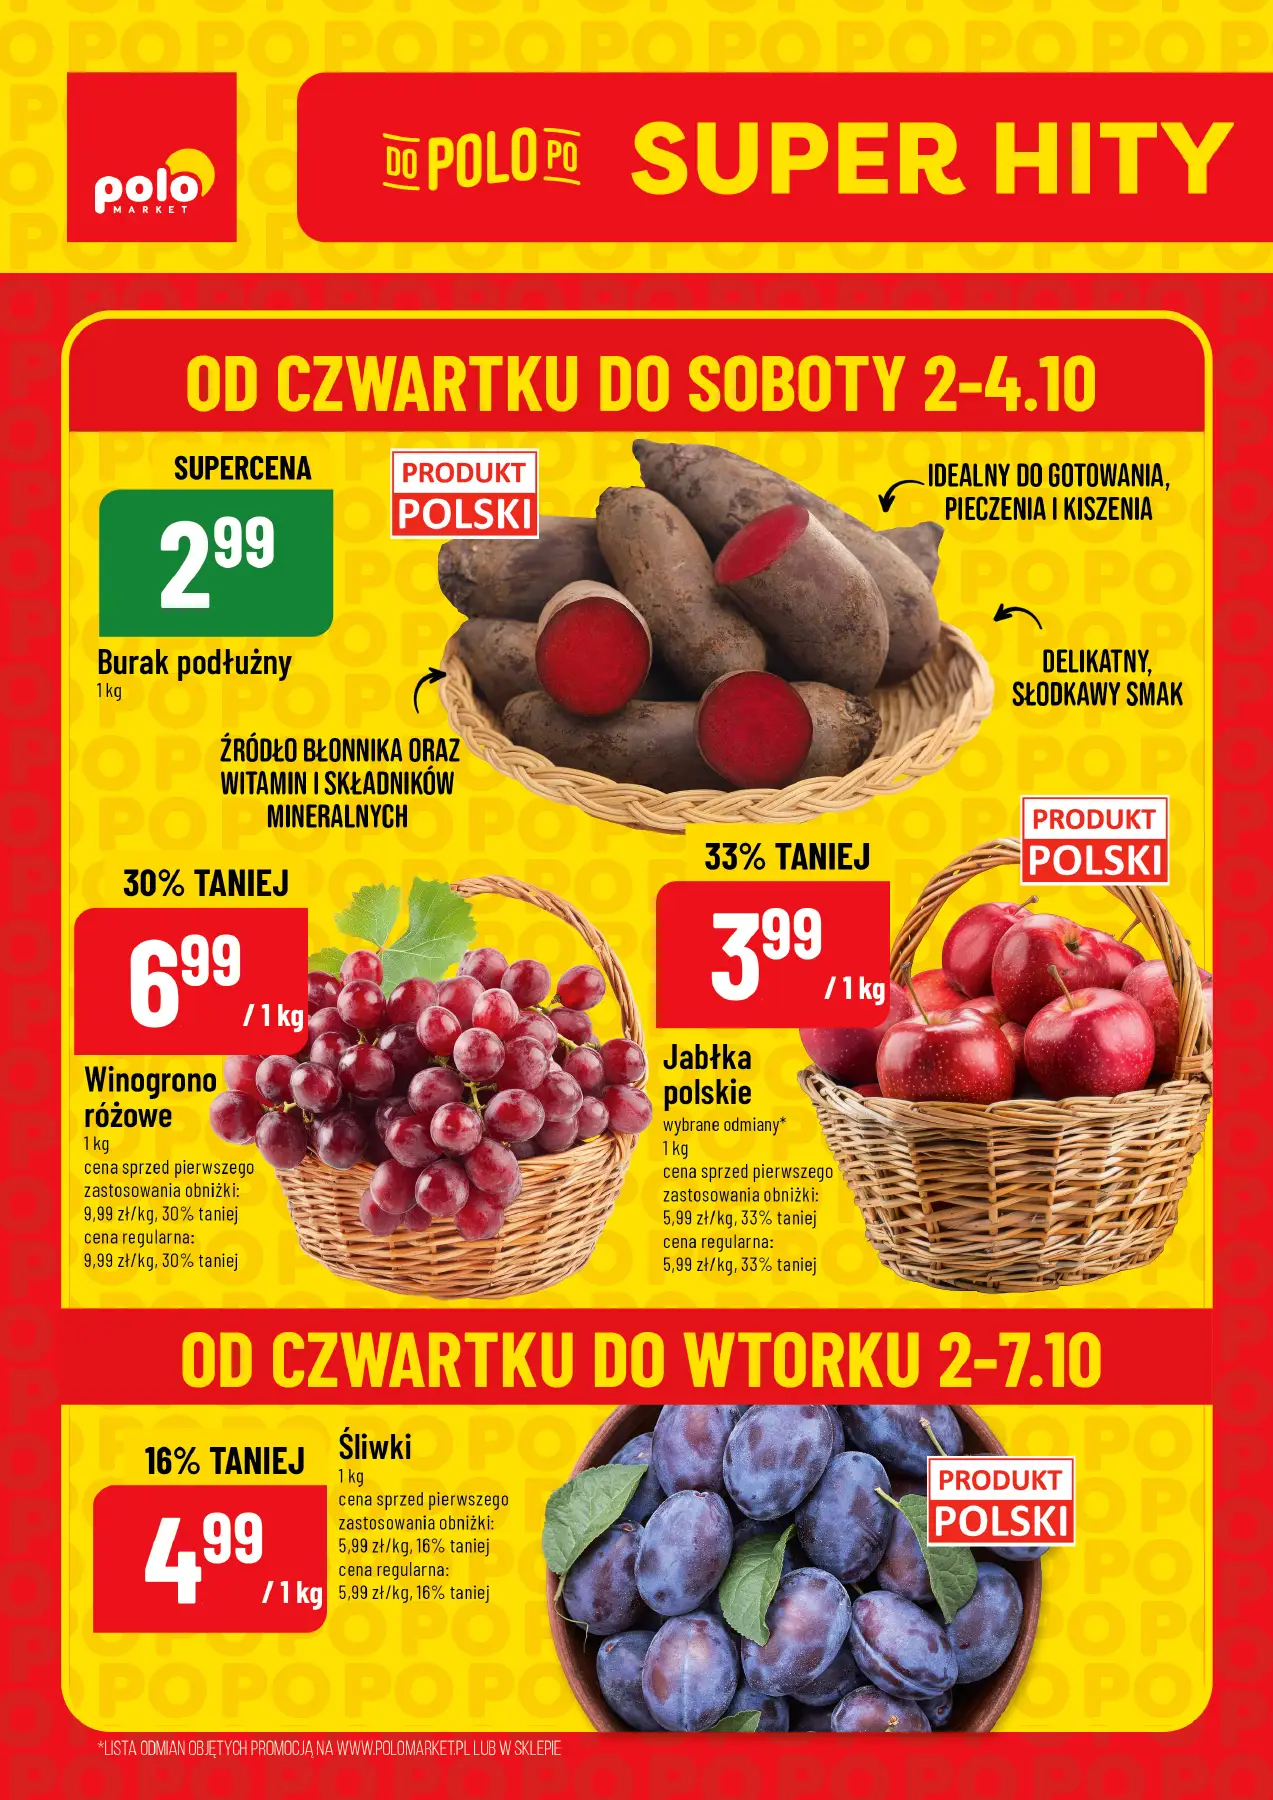 polo
MARKET
DO POLO PO
SUPER HITY
OD CZWARTKU DO SOBOTY 2-4.10
SUPERCENA
2 99
Burak podłużny
1 kg
PRODUKT
POLSKI
IDEALNY DO GOTOWANIA,
PIECZENIA I KISZENIA
DELIKATNY,
SŁODKAWY SMAK
ŹRÓDŁO BŁONNIKA ORAZ
WITAMIN I SKŁADNIKÓW
MINERALNYCH
30% TANIEJ
6 99
/ 1 kg
Winogrono
różowe
1 kg
cena sprzed pierwszego
zastosowania obniżki:
9,99 zł/kg, 30% taniej
cena regularna:
9,99 zł/kg, 30% taniej
33% TANIEJ
3 99
/ 1 kg
PRODUKT
POLSKI
Jabłka
polskie
wybrane odmiany*
1 kg
cena sprzed pierwszego
zastosowania obniżki:
5,99 zł/kg, 33% taniej
cena regularna:
5,99 zł/kg, 33% taniej
OD CZWARTKU DO WTORKU 2-7.10
16% TANIEJ
4 99
/ 1 kg
Śliwki
1 kg
cena sprzed pierwszego
zastosowania obniżki:
5,99 zł/kg, 16% taniej
cena regularna:
5,99 zł/kg, 16% taniej
PRODUKT
POLSKI
*LISTA ODMIAN OBJĘTYCH PROMOCJĄ NA WWW.POLOMARKET.PL LUB W SKLEPIE